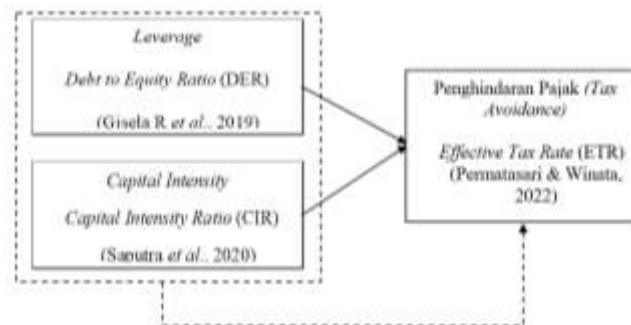 Leverage
Debt to Equity Ratio (DER)
(Gisela R et al., 2019)
Capital Intensity
Capital Intensity Ratio (CIR)
(Saputra et al., 2020)
Penghindaran Pajak (Tax
Avoidance)
Effective Tax Rate (ETR)
(Permatasari & Winata,
2022)